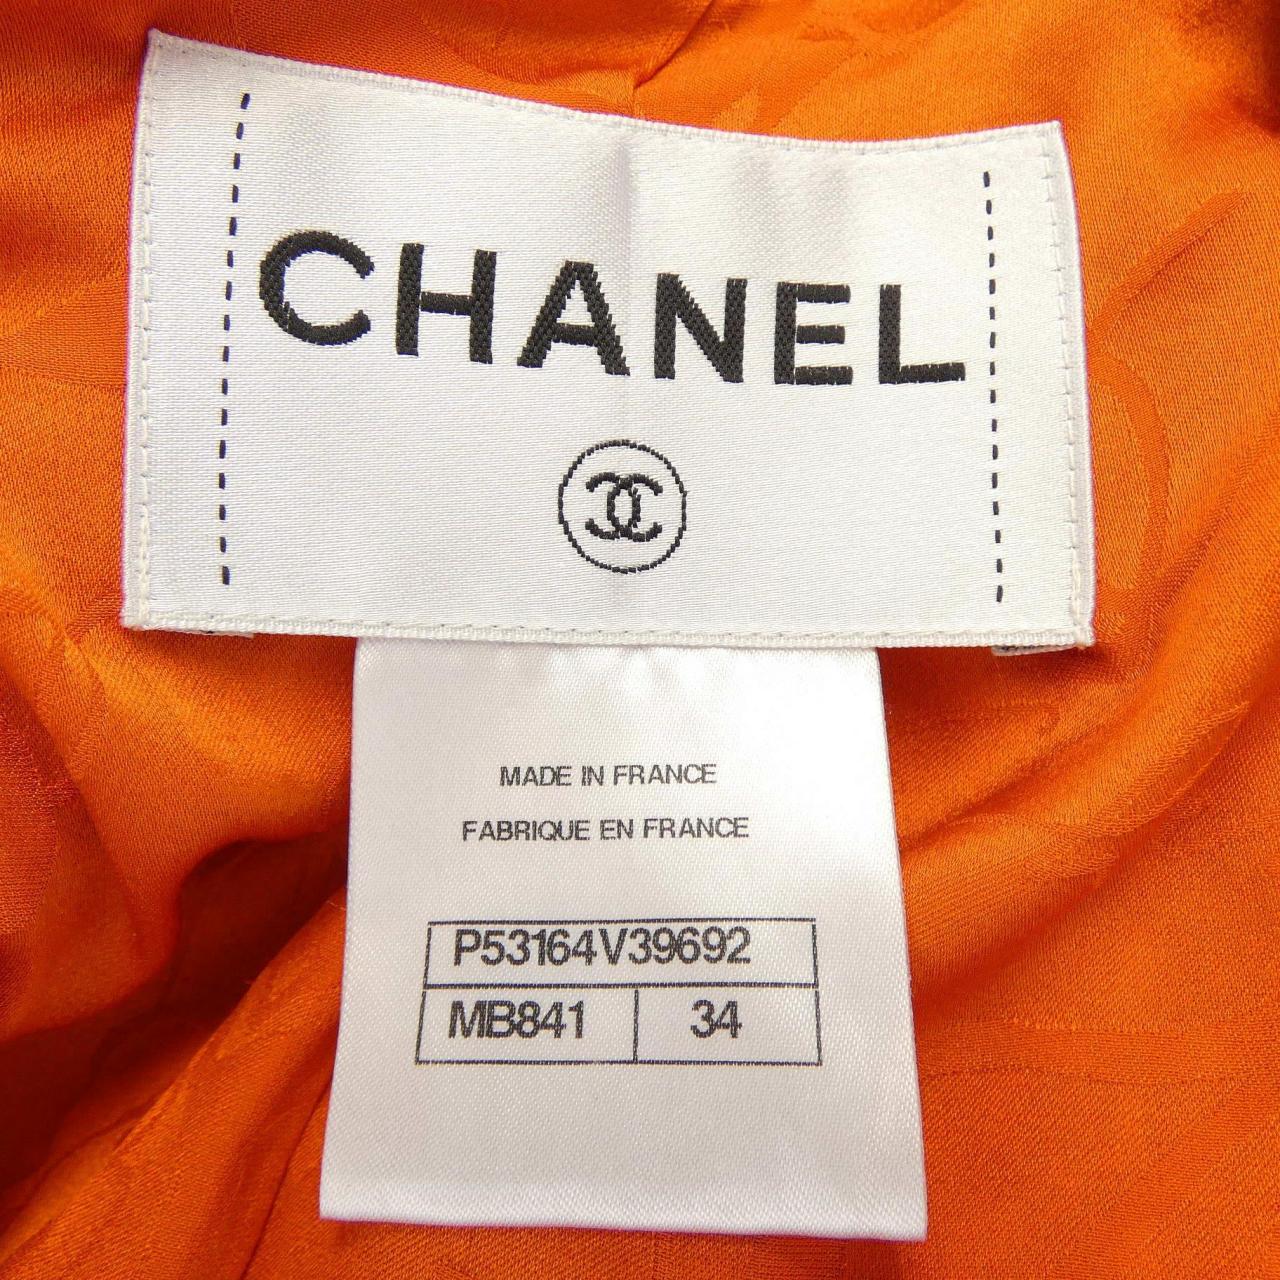 CHANEL
MADE IN FRANCE
FABRIQUE EN FRANCE
P53164V39692
MB841 34